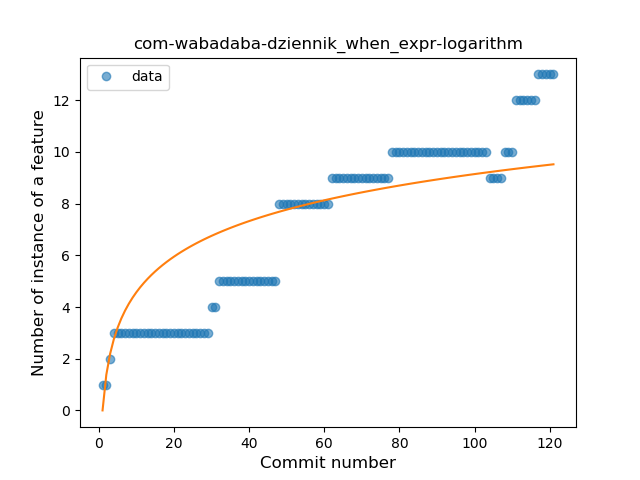 com-wabadaba-dziennik_when_expr-logarithm
data
Number of instance of a feature
12
10
8
6
4
2
0
0 20 40 60 80 100 120
Commit number